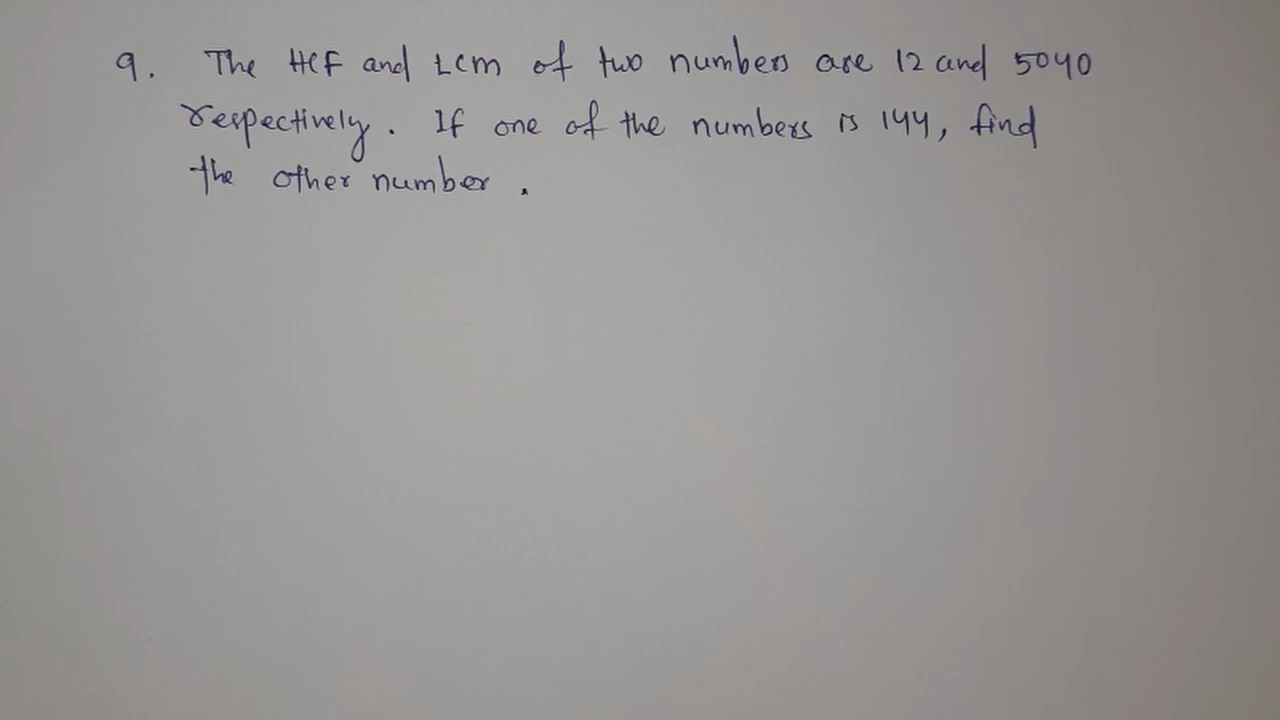 9. The HCF and LCM of two numbers are 12 and 5040
respectively. If one of the numbers is 144, find
the other number.